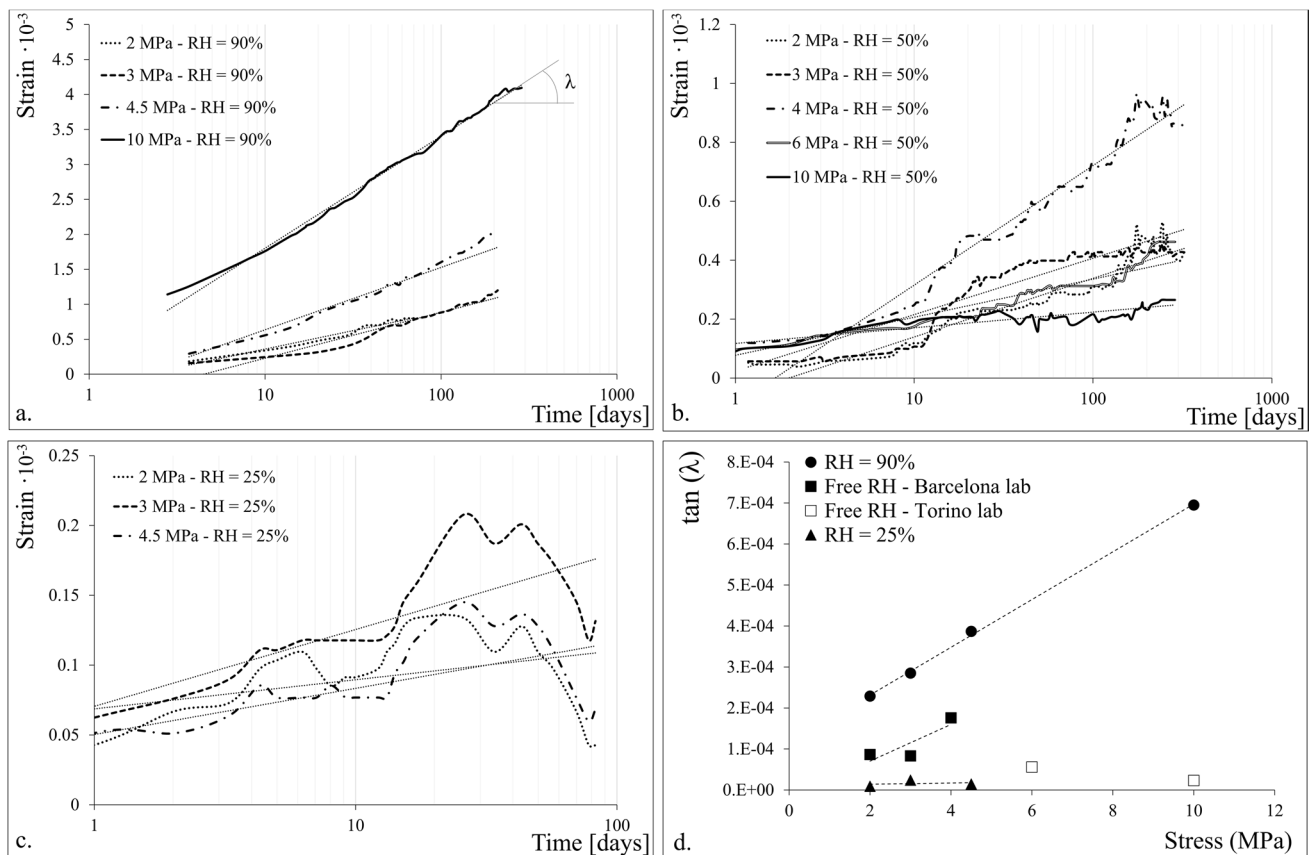 Strain ·10-3
5
4.5
4
3.5
3
2.5
2
1.5
1
0.5
0
2 MPa - RH = 90%
3 MPa - RH = 90%
4.5 MPa - RH = 90%
10 MPa - RH = 90%
λ
1
10
100
1000
Time [days]
a.
Strain ·10-3
1.2
1
0.8
0.6
0.4
0.2
0
2 MPa - RH = 50%
3 MPa - RH = 50%
4 MPa - RH = 50%
6 MPa - RH = 50%
10 MPa - RH = 50%
1
10
100
1000
Time [days]
b.
Strain ·10-3
0.25
0.2
0.15
0.1
0.05
0
2 MPa - RH = 25%
3 MPa - RH = 25%
4.5 MPa - RH = 25%
1
10
100
Time [days]
c.
tan (λ)
8.E-04
7.E-04
6.E-04
5.E-04
4.E-04
3.E-04
2.E-04
1.E-04
0.E+00
RH = 90%
Free RH - Barcelona lab
Free RH - Torino lab
RH = 25%
0
2
4
6
8
10
12
Stress (MPa)
d.